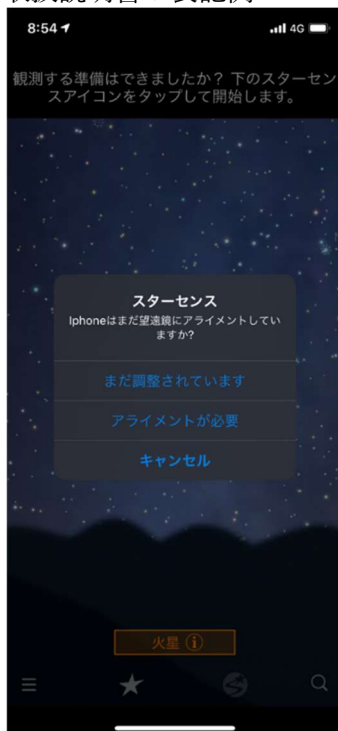 8:54
4G
観測する準備はできましたか？ 下のスターセン
スアイコンをタップして開始します。
スターセンス
Iphoneはまだ望遠鏡にアライメントしてい
ますか?
まだ調整されています
アライメントが必要
キャンセル
火星